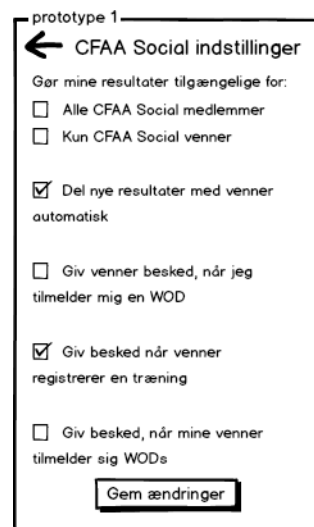 prototype 1
CFAA Social indstillinger
Gør mine resultater tilgængelige for:
Alle CFAA Social medlemmer
Kun CFAA Social venner
Del nye resultater med venner
automatisk
Giv venner besked, når jeg
tilmelder mig en WOD
Giv besked når venner
registrerer en træning
Giv besked, når mine venner
tilmelder sig WODs
Gem ændringer